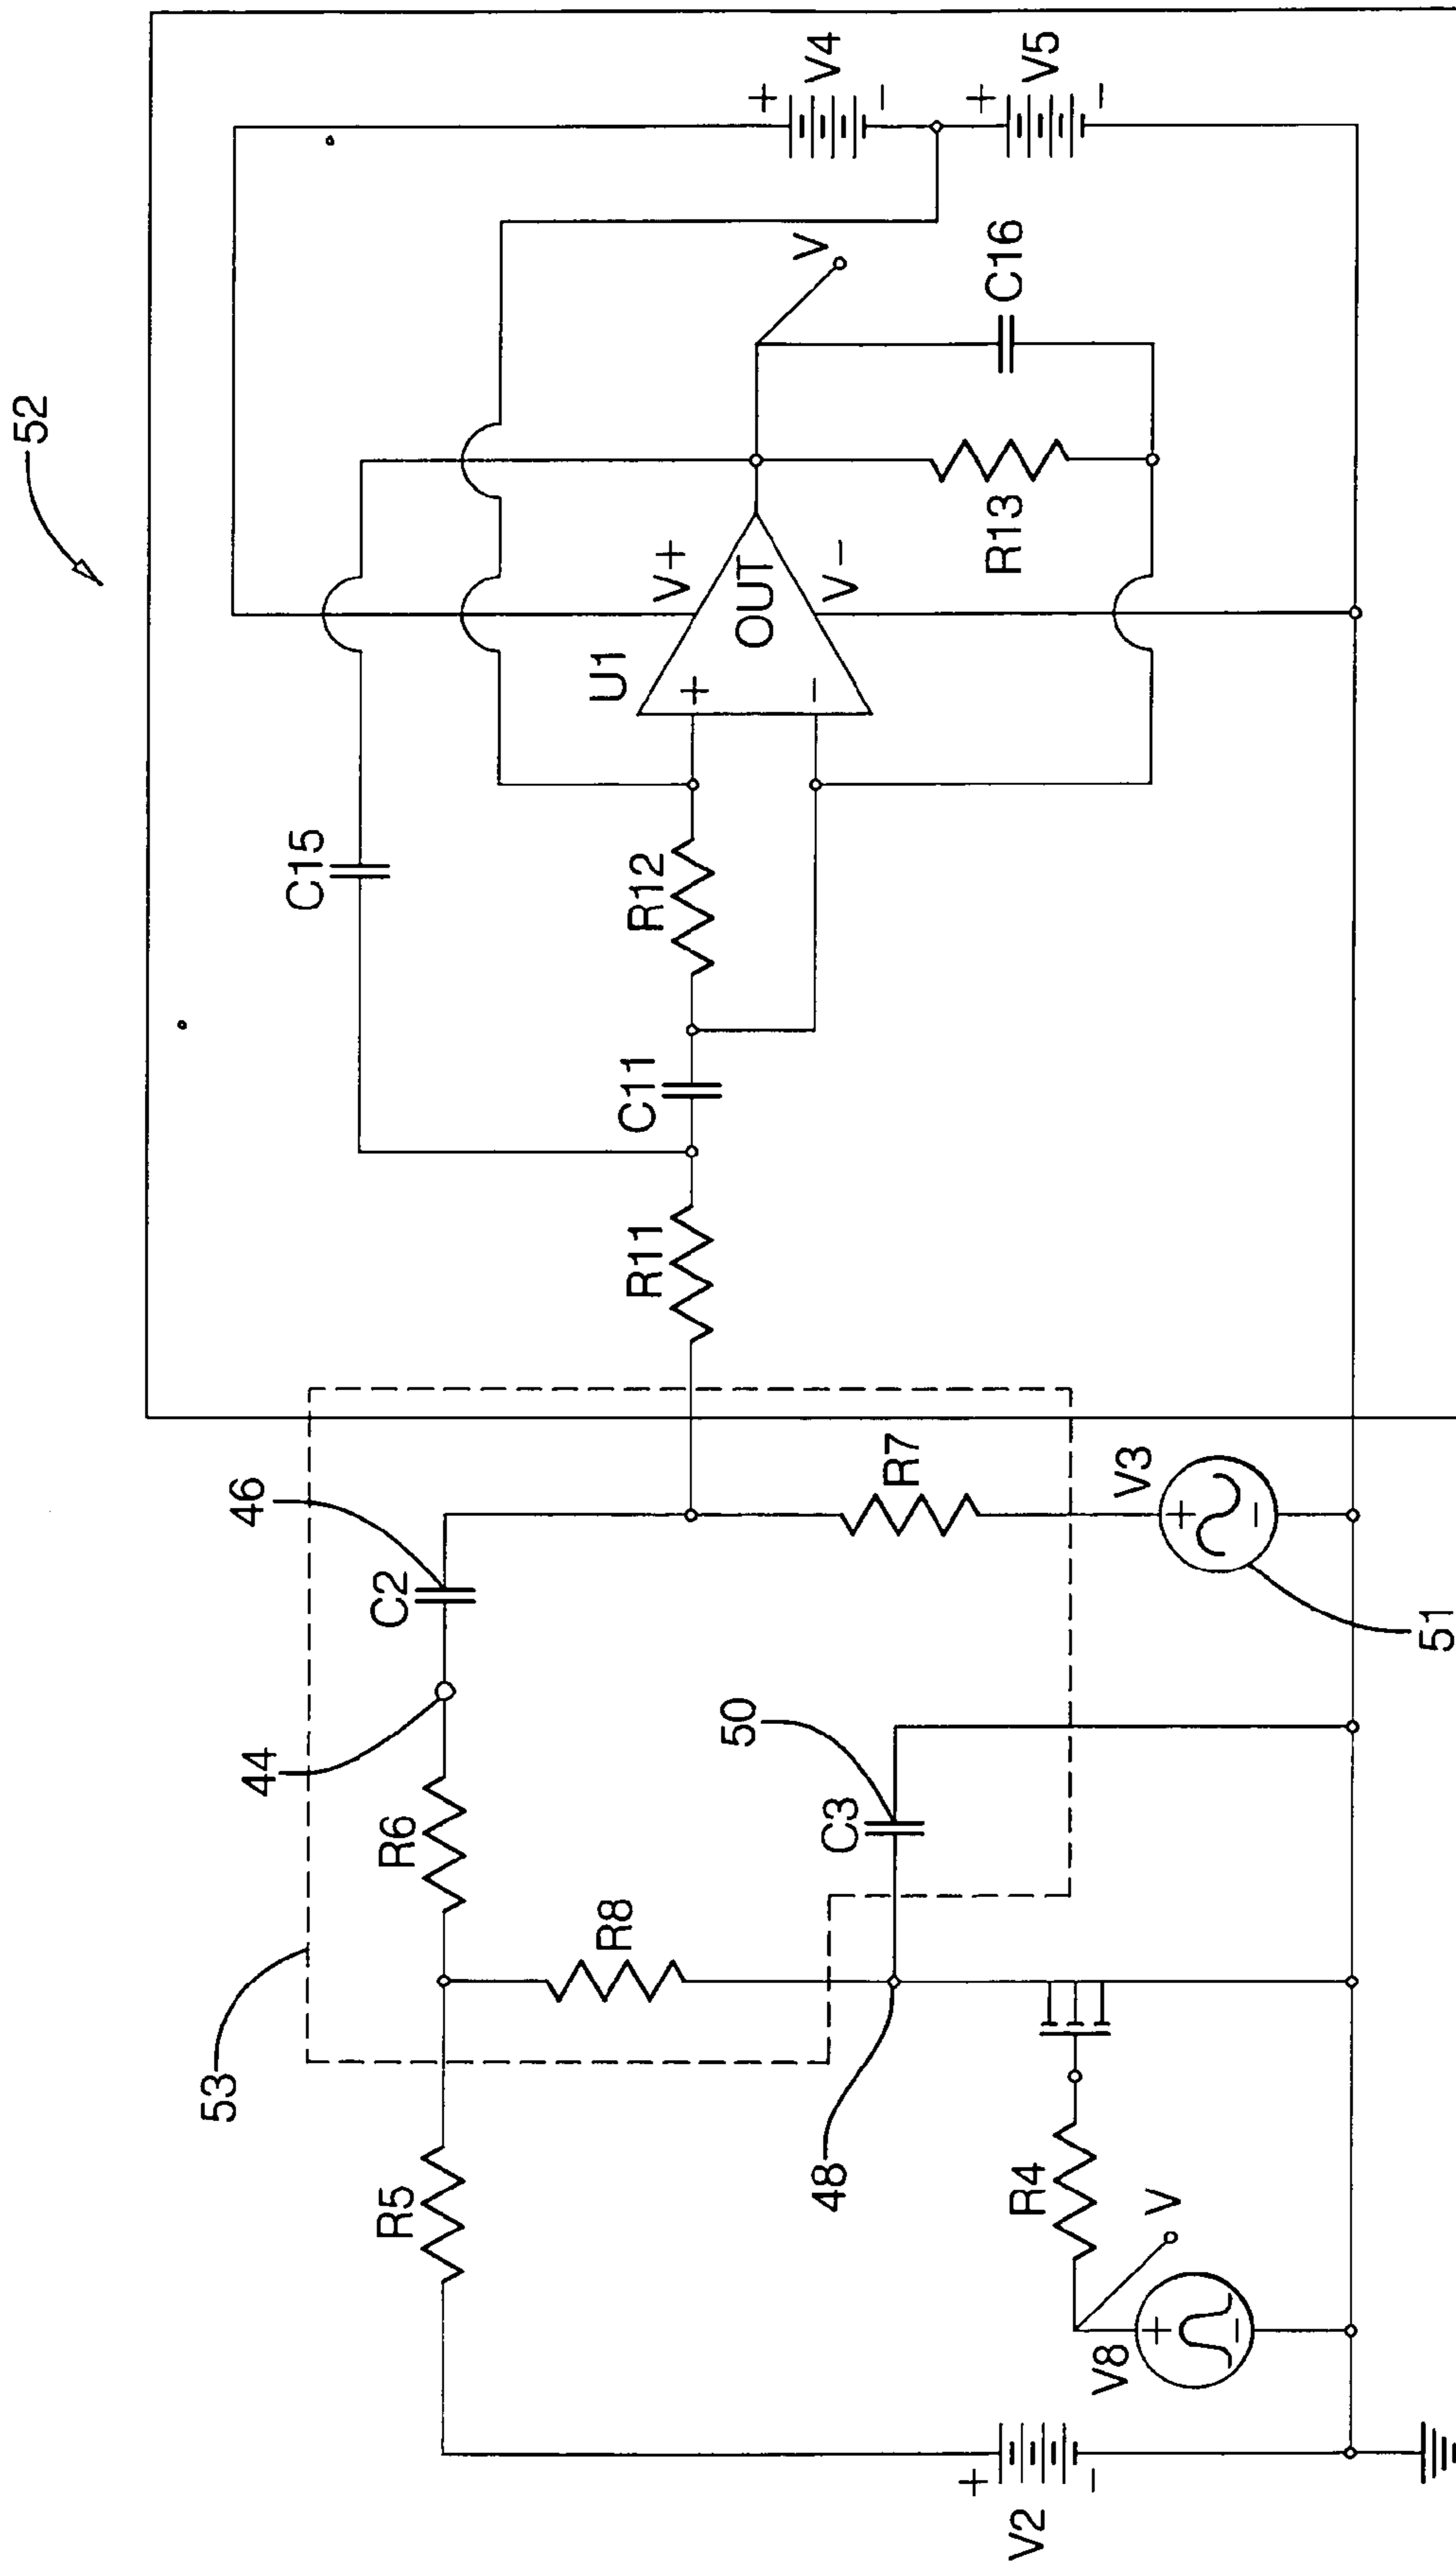 52
V4
+
-
V5
+
-
V
C16
C15
U1
V+
V-
OUT
+
-
R13
R12
C11
R11
46
C2
44
R6
R5
R8
53
50
C3
48
R7
V3
+
-
51
R4
V
V8
+
-
V2
+
-